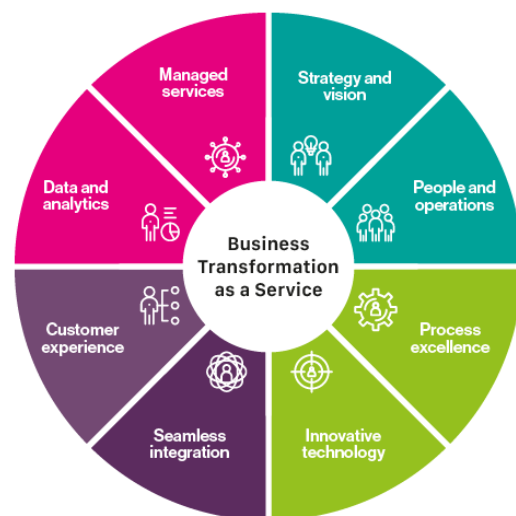 Managed
services
Strategy and
vision
Data and
analytics
People and
operations
Business
Transformation
as a Service
Customer
experience
Process
excellence
Seamless
integration
Innovative
technology